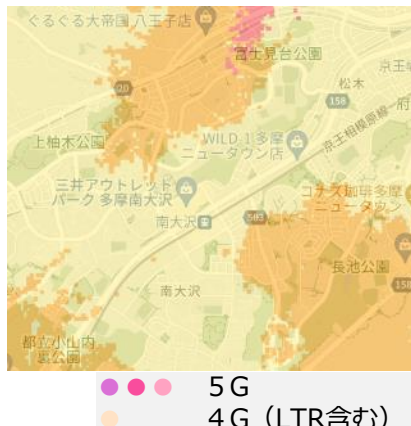 ぐるぐる大帝国 八王子店
富士見台公園
京王
松木
20
158
府
上柚木公園
WILD-1多摩
ニュータウン店
京王相模原線
三井アウトレット
パーク 多摩南大沢
コナズ珈琲多摩
ニュータウン
南大沢
503
長池公園
南大沢
158
都立小山内
裏公園
5G
4G（LTR含む）